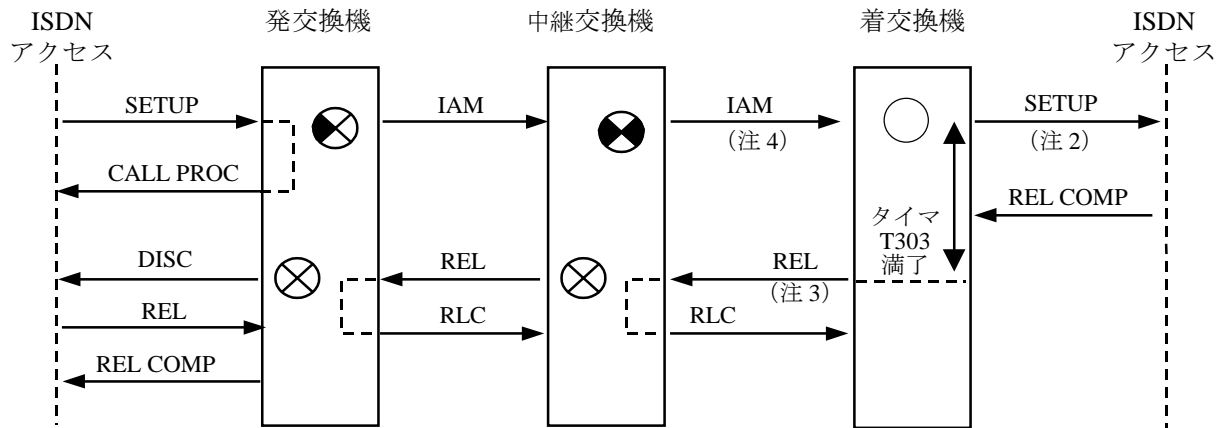 ISDN
アクセス
発交換機
中継交換機
着交換機
ISDN
アクセス
SETUP
IAM
IAM
（注 4）
SETUP
（注 2）
CALL PROC
REL COMP
タイマ
T303
満了
DISC
REL
REL
（注 3）
REL
RLC
RLC
REL COMP